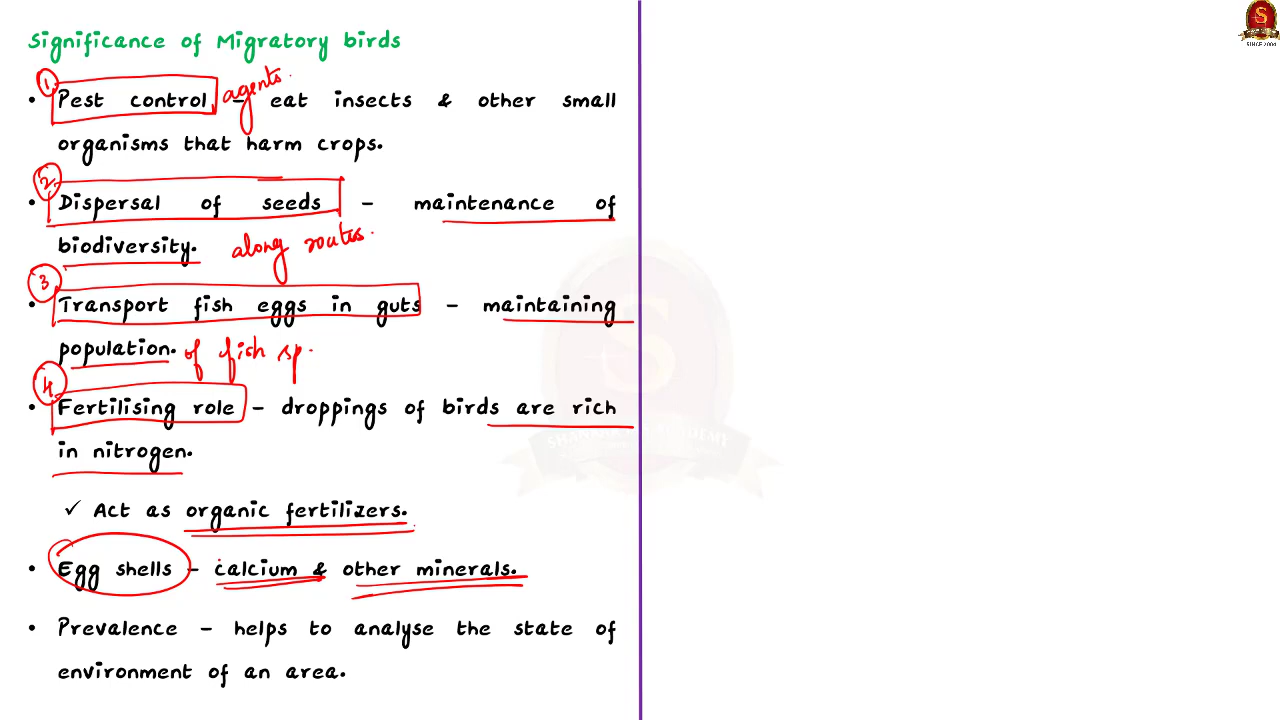 Significance of Migratory birds
1
• Pest control – agents. eat insects & other small
organisms that harm crops.
2
• Dispersal of seeds – maintenance of
biodiversity. along routes.
3
• Transport fish eggs in guts – maintaining
population. of fish sp.
4
• Fertilising role – droppings of birds are rich
in nitrogen.
✓ Act as organic fertilizers.
• Egg shells – calcium & other minerals.
• Prevalence – helps to analyse the state of
environment of an area.
S
SINCE 2004